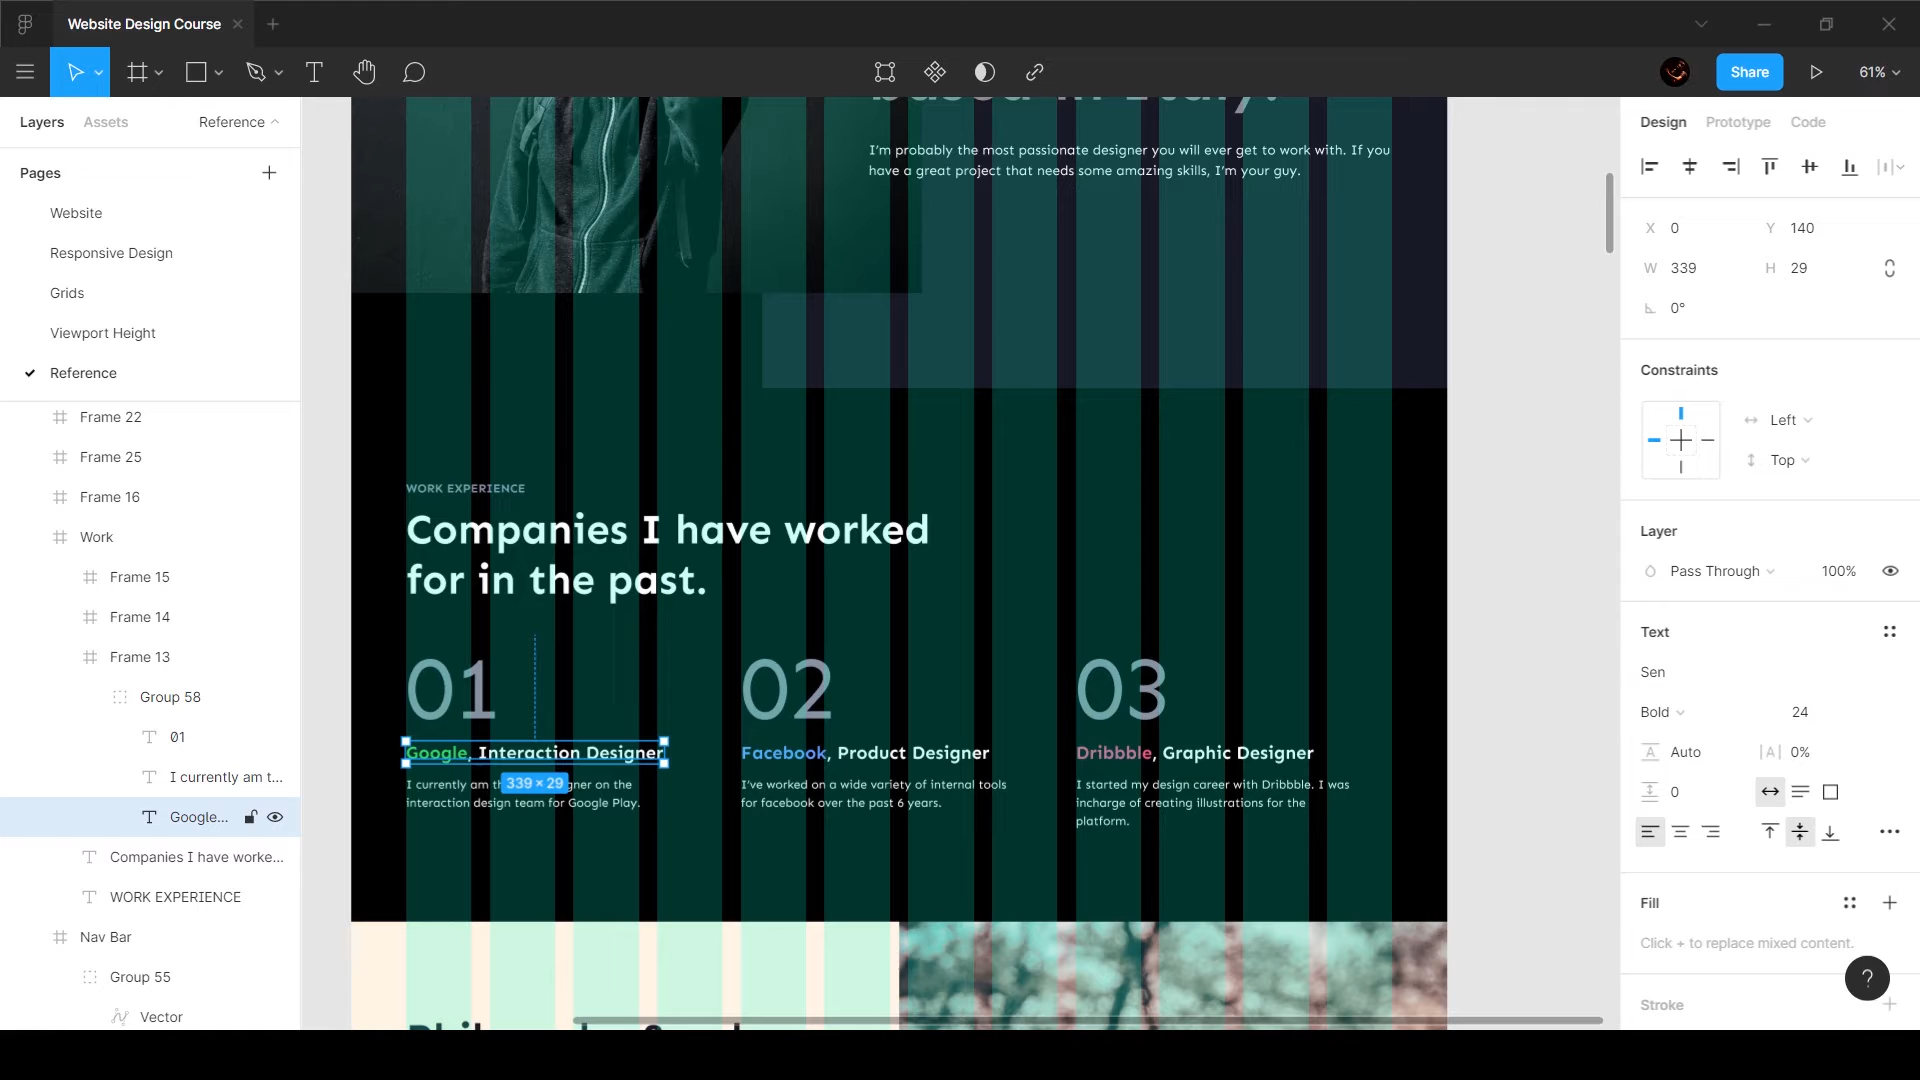 Website Design Course
Share
61%
Layers
Assets
Reference
Pages
Website
Responsive Design
Grids
Viewport Height
Reference
Frame 22
Frame 25
Frame 16
Work
Frame 15
Frame 14
Frame 13
Group 58
01
I currently am t...
Google...
Companies I have worke...
WORK EXPERIENCE
Nav Bar
Group 55
Vector
based in Italy.
I'm probably the most passionate designer you will ever get to work with. If you
have a great project that needs some amazing skills, I'm your guy.
WORK EXPERIENCE
Companies I have worked
for in the past.
01
Google, Interaction Designer
339 × 29
I currently am th gner on the
interaction design team for Google Play.
02
Facebook, Product Designer
I've worked on a wide variety of internal tools
for facebook over the past 6 years.
03
Dribbble, Graphic Designer
I started my design career with Dribbble. I was
incharge of creating illustrations for the
platform.
Design
Prototype
Code
X 0
Y 140
W 339
H 29
0°
Constraints
Left
Top
Layer
Pass Through
100%
Text
Sen
Bold
24
Auto
0%
0
Fill
Click + to replace mixed content.
Stroke
?